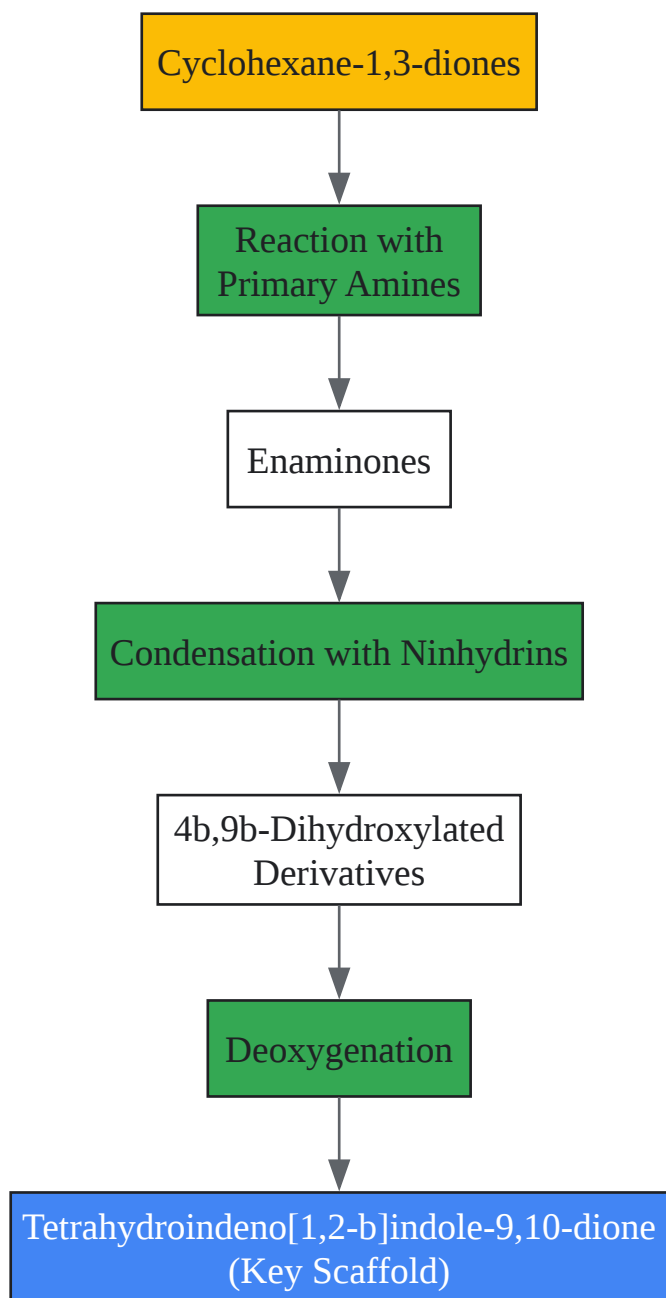 Cyclohexane-1,3-diones
Reaction with
Primary Amines
Enaminones
Condensation with Ninhydrins
4b,9b-Dihydroxylated
Derivatives
Deoxygenation
Tetrahydroindeno[1,2-b]indole-9,10-dione
(Key Scaffold)